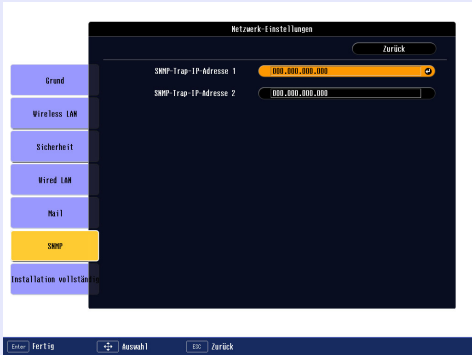 Netzwerk-Einstellungen
Zurück
Grund
Wireless LAN
Sicherheit
Wired LAN
Mail
SNMP
Installation vollständig
SNMP-Trap-IP-Adresse 1 000.000.000.000
SNMP-Trap-IP-Adresse 2 000.000.000.000
Enter Fertig Auswahl ESC Zurück